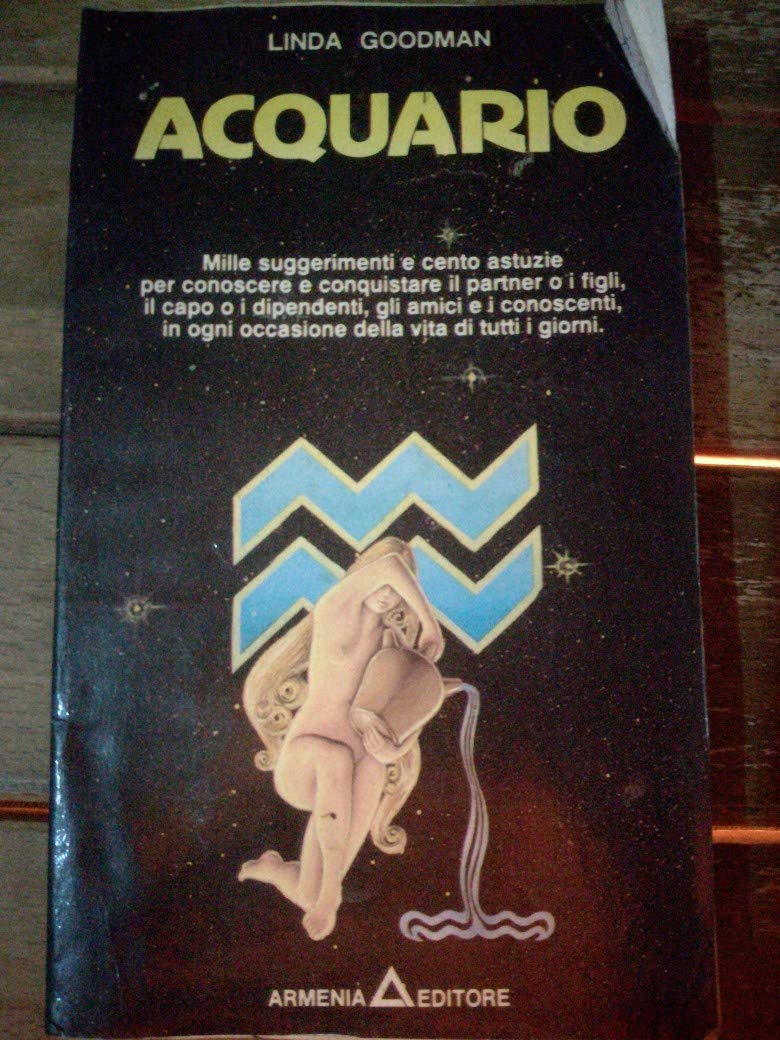 LINDA GOODMAN
ACQUARIO
Mille suggerimenti e cento astuzie
per conoscere e conquistare il partner o i figli,
il capo o i dipendenti, gli amici e i conoscenti,
in ogni occasione della vita di tutti i giorni.
ARMENIA EDITORE